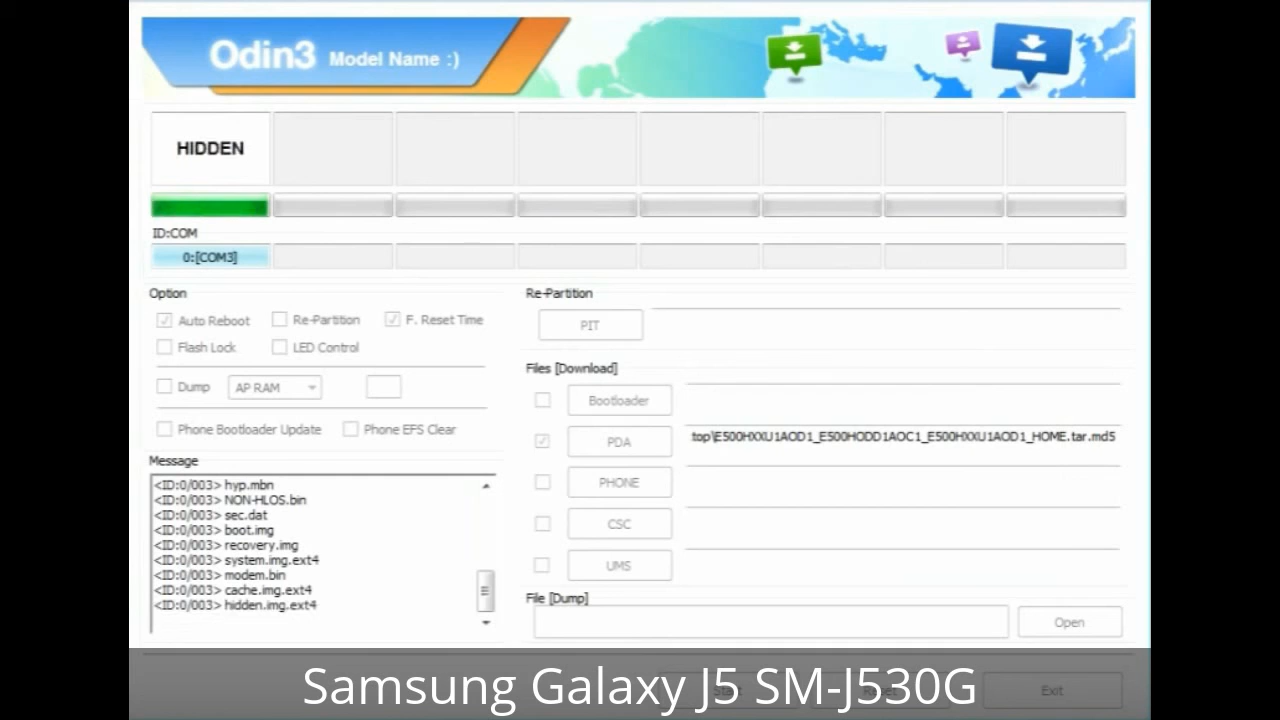 Odin3 Model Name :)
HIDDEN
ID:COM
0:[COM3]
Option
Auto Reboot Re-Partition F. Reset Time
Flash Lock LED Control
Dump AP RAM
Phone Bootloader Update Phone EFS Clear
Message
<ID:0/003> hyp.mbn
<ID:0/003> NON-HLOS.bin
<ID:0/003> sec.dat
<ID:0/003> boot.img
<ID:0/003> recovery.img
<ID:0/003> system.img.ext4
<ID:0/003> modem.bin
<ID:0/003> cache.img.ext4
<ID:0/003> hidden.img.ext4
Re-Partition
PIT
Files [Download]
Bootloader
PDA top\E500HXXU1AOD1_E500HODD1AOC1_E500HXXU1AOD1_HOME.tar.md5
PHONE
CSC
UMS
File [Dump]
Open
Start Reset Exit
Samsung Galaxy J5 SM-J530G